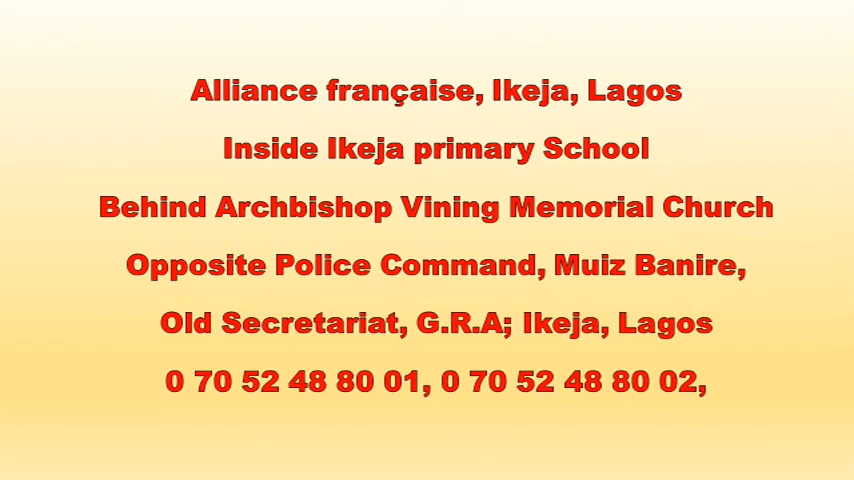 Alliance française, Ikeja, Lagos
Inside Ikeja primary School
Behind Archbishop Vining Memorial Church
Opposite Police Command, Muiz Banire,
Old Secretariat, G.R.A; Ikeja, Lagos
0 70 52 48 80 01, 0 70 52 48 80 02,